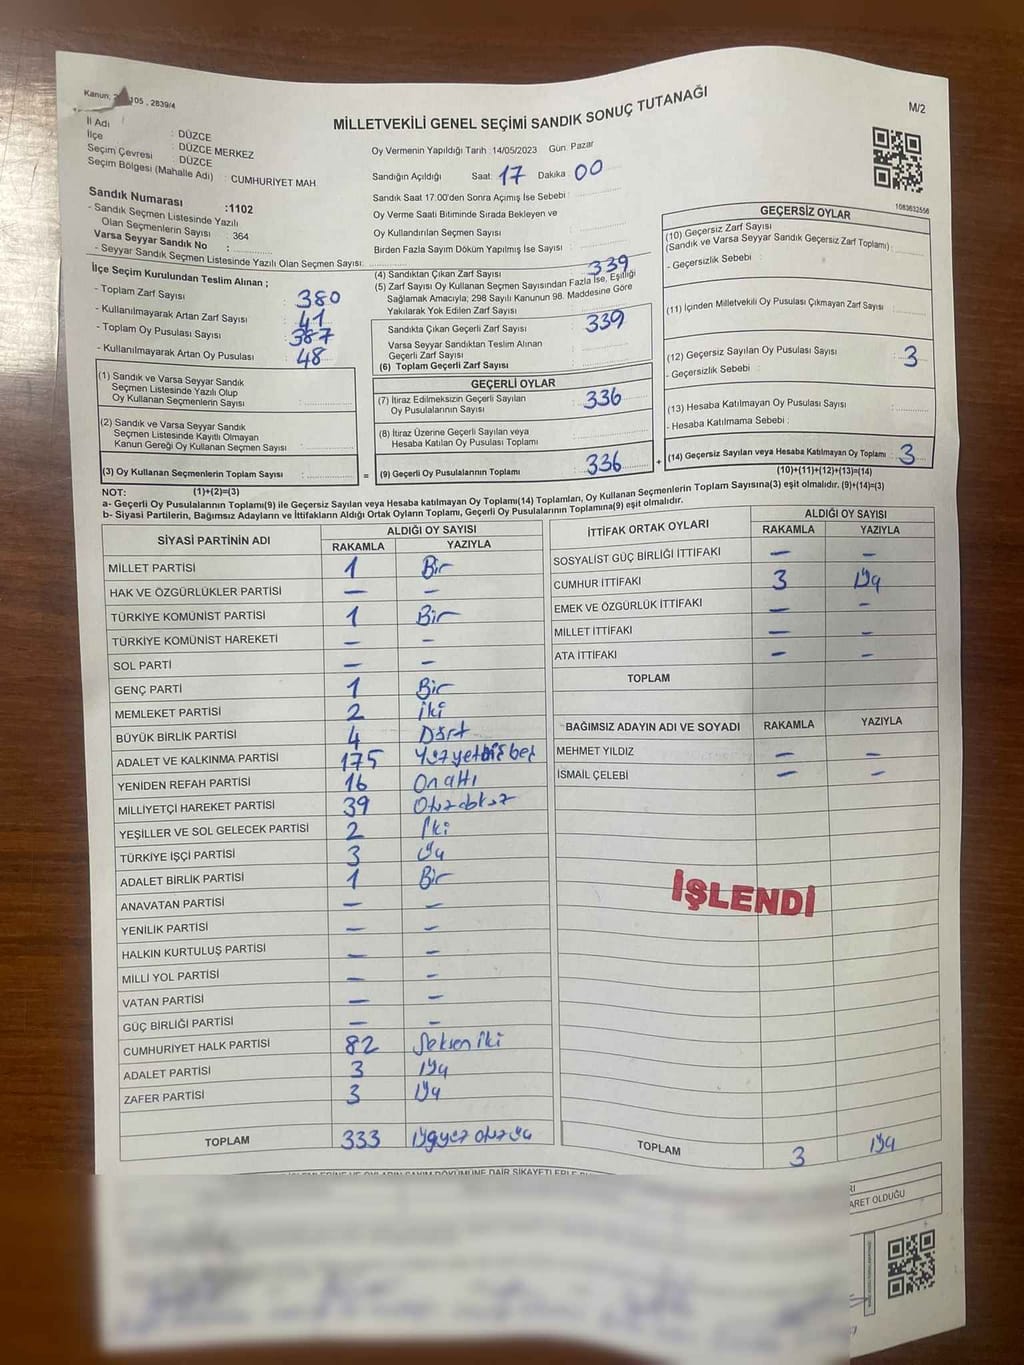 Kanun: 105 , 2839/4
M/2
MİLLETVEKİLİ GENEL SEÇİMİ SANDIK SONUÇ TUTANAĞI
İl Adı : DÜZCE
İlçe : DÜZCE MERKEZ
Seçim Çevresi : DÜZCE
Seçim Bölgesi (Mahalle Adı) : CUMHURİYET MAH
Sandık Numarası :1102
- Sandık Seçmen Listesinde Yazılı
Olan Seçmenlerin Sayısı : 364
Varsa Seyyar Sandık No :
- Seyyar Sandık Seçmen Listesinde Yazılı Olan Seçmen Sayısı:
Oy Vermenin Yapıldığı Tarih :14/05/2023 Gün: Pazar
Sandığın Açıldığı Saat: 17 Dakika: 00
Sandık Saat 17.00'den Sonra Açımış İse Sebebi :
Oy Verme Saati Bitiminde Sırada Bekleyen ve
Oy Kullandırılan Seçmen Sayısı :
Birden Fazla Sayım Döküm Yapılmış İse Sayısı :
1083632556
İlçe Seçim Kurulundan Teslim Alınan ;
- Toplam Zarf Sayısı : 380
- Kullanılmayarak Artan Zarf Sayısı : 41
- Toplam Oy Pusulası Sayısı : 387
- Kullanılmayarak Artan Oy Pusulası : 48
(1) Sandık ve Varsa Seyyar Sandık
Seçmen Listesinde Yazılı Olup
Oy Kullanan Seçmenlerin Sayısı :
(2) Sandık ve Varsa Seyyar Sandık
Seçmen Listesinde Kayıtlı Olmayan
Kanun Gereği Oy Kullanan Seçmen Sayısı :
(3) Oy Kullanan Seçmenlerin Toplam Sayısı :
(1)+(2)=(3)
(4) Sandıktan Çıkan Zarf Sayısı : 339
(5) Zarf Sayısı Oy Kullanan Seçmen Sayısından Fazla İse, Eşitliği
Sağlamak Amacıyla; 298 Sayılı Kanunun 98. Maddesine Göre
Yakılarak Yok Edilen Zarf Sayısı :
Sandıkta Çıkan Geçerli Zarf Sayısı : 339
Varsa Seyyar Sandıktan Teslim Alınan
Geçerli Zarf Sayısı :
(6) Toplam Geçerli Zarf Sayısı :
GEÇERLİ OYLAR
(7) İtiraz Edilmeksizin Geçerli Sayılan
Oy Pusulalarının Sayısı : 336
(8) İtiraz Üzerine Geçerli Sayılan veya
Hesaba Katılan Oy Pusulası Toplamı :
= (9) Geçerli Oy Pusulalarının Toplamı : 336
GEÇERSİZ OYLAR
(10) Geçersiz Zarf Sayısı
(Sandık ve Varsa Seyyar Sandık Geçersiz Zarf Toplamı) :
- Geçersizlik Sebebi :
(11) İçinden Milletvekili Oy Pusulası Çıkmayan Zarf Sayısı :
(12) Geçersiz Sayılan Oy Pusulası Sayısı : 3
- Geçersizlik Sebebi :
(13) Hesaba Katılmayan Oy Pusulası Sayısı :
- Hesaba Katılmama Sebebi :
+ (14) Geçersiz Sayılan veya Hesaba Katılmayan Oy Toplamı : 3
(10)+(11)+(12)+(13)=(14)
NOT:
a- Geçerli Oy Pusulalarının Toplamı(9) ile Geçersiz Sayılan veya Hesaba katılmayan Oy Toplamı(14) Toplamları, Oy Kullanan Seçmenlerin Toplam Sayısına(3) eşit olmalıdır. (9)+(14)=(3)
b- Siyasi Partilerin, Bağımsız Adayların ve İttifakların Aldığı Ortak Oyların Toplamı, Geçerli Oy Pusulalarının Toplamına(9) eşit olmalıdır.
SİYASİ PARTİNİN ADI ALDIĞI OY SAYISI
RAKAMLA YAZIYLA
MİLLET PARTİSİ 1 Bir
HAK VE ÖZGÜRLÜKLER PARTİSİ — —
TÜRKİYE KOMÜNİST PARTİSİ 1 Bir
TÜRKİYE KOMÜNİST HAREKETİ — —
SOL PARTİ — —
GENÇ PARTİ 1 Bir
MEMLEKET PARTİSİ 2 İki
BÜYÜK BİRLİK PARTİSİ 4 Dört
ADALET VE KALKINMA PARTİSİ 175
YENİDEN REFAH PARTİSİ 16 Onaltı
MİLLİYETÇİ HAREKET PARTİSİ 39 Otuzdokuz
YEŞİLLER VE SOL GELECEK PARTİSİ 2 İki
TÜRKİYE İŞÇİ PARTİSİ 3 Üç
ADALET BİRLİK PARTİSİ 1 Bir
ANAVATAN PARTİSİ — —
YENİLİK PARTİSİ — —
HALKIN KURTULUŞ PARTİSİ — —
MİLLİ YOL PARTİSİ — —
VATAN PARTİSİ — —
GÜÇ BİRLİĞİ PARTİSİ — —
CUMHURİYET HALK PARTİSİ 82 Seksen iki
ADALET PARTİSİ 3 Üç
ZAFER PARTİSİ 3 Üç
TOPLAM 333 Üçyüz otuz üç
İTTİFAK ORTAK OYLARI ALDIĞI OY SAYISI
RAKAMLA YAZIYLA
SOSYALİST GÜÇ BİRLİĞİ İTTİFAKI — —
CUMHUR İTTİFAKI 3 Üç
EMEK VE ÖZGÜRLÜK İTTİFAKI — —
MİLLET İTTİFAKI — —
ATA İTTİFAKI — —
TOPLAM
BAĞIMSIZ ADAYIN ADI VE SOYADI RAKAMLA YAZIYLA
MEHMET YILDIZ — —
İSMAİL ÇELEBİ — —
İŞLENDİ
TOPLAM 3 Üç
ARET OLDUĞU